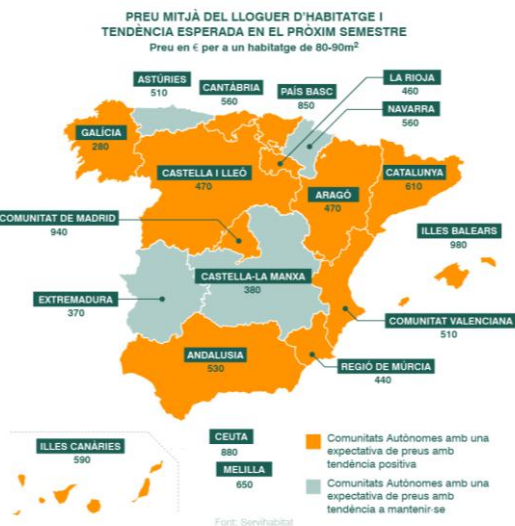 PREU MITJÀ DEL LLOGUER D'HABITATGE I
TENDÈNCIA ESPERADA EN EL PRÒXIM SEMESTRE
Preu en € per a un habitatge de 80-90m²
ASTÚRIES
510
CANTÀBRIA
560
PAÍS BASC
850
LA RIOJA
460
NAVARRA
560
GALÍCIA
280
CASTELLA I LLEÓ
470
ARAGÓ
470
CATALUNYA
610
COMUNITAT DE MADRID
940
ILLES BALEARS
980
CASTELLA-LA MANXA
380
EXTREMADURA
370
COMUNITAT VALENCIANA
510
ANDALUSIA
530
REGIÓ DE MÚRCIA
440
ILLES CANÀRIES
590
CEUTA
880
MELILLA
650
Comunitats Autònomes amb una
expectativa de preus amb
tendència positiva
Comunitats Autònomes amb una
expectativa de preus amb
tendència a mantenir-se
Font: Servihabitat